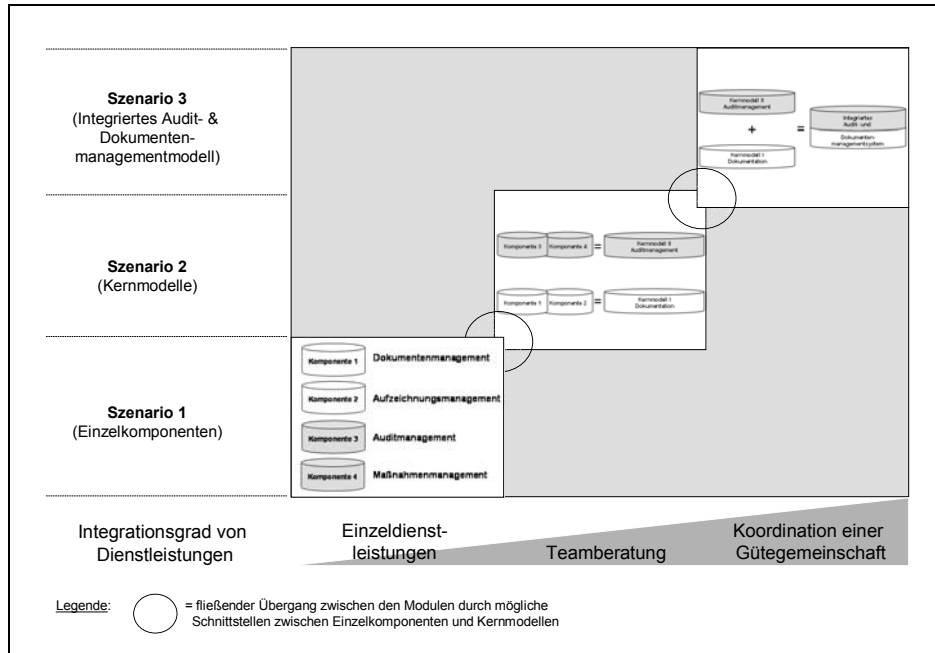 Szenario 3
(Integriertes Audit- &
Dokumenten-
managementmodell)
Kernmodell II
Auditmanagement
+
Kernmodell I
Dokumentation
=
Integriertes
Audit- und
Dokumenten-
managementsystem
Szenario 2
(Kernmodelle)
Komponente 3
Komponente 4
=
Kernmodell II
Auditmanagement
Komponente 1
Komponente 2
=
Kernmodell I
Dokumentation
Szenario 1
(Einzelkomponenten)
Komponente 1
Dokumentenmanagement
Komponente 2
Aufzeichnungsmanagement
Komponente 3
Auditmanagement
Komponente 4
Maßnahmenmanagement
Integrationsgrad von
Dienstleistungen
Einzeldienst-
leistungen
Teamberatung
Koordination einer
Gütegemeinschaft
Legende:
= fließender Übergang zwischen den Modulen durch mögliche
Schnittstellen zwischen Einzelkomponenten und Kernmodellen